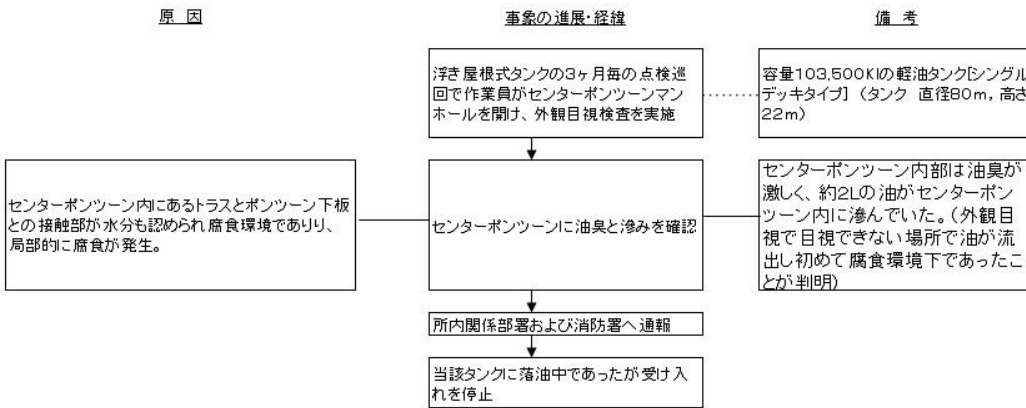 原 因
事象の進展・経緯
備 考
浮き屋根式タンクの3ヶ月毎の点検巡
回で作業員がセンターポンツーンマン
ホールを開け、外観目視検査を実施
容量103,500Klの軽油タンク[シングル
デッキタイプ] (タンク 直径80m, 高さ
22m)
センターポンツーン内にあるトラスとポンツーン下板
との接触部が水分も認められ腐食環境でありり、
局部的に腐食が発生。
センターポンツーンに油臭と滲みを確認
センターポンツーン内部は油臭が
激しく、約2Lの油がセンターポン
ツーン内に滲んでいた。(外観目
視で目視できない場所で油が流
出し初めて腐食環境下であったこ
とが判明)
所内関係部署および消防署へ通報
当該タンクに落油中であったが受け入
れを停止